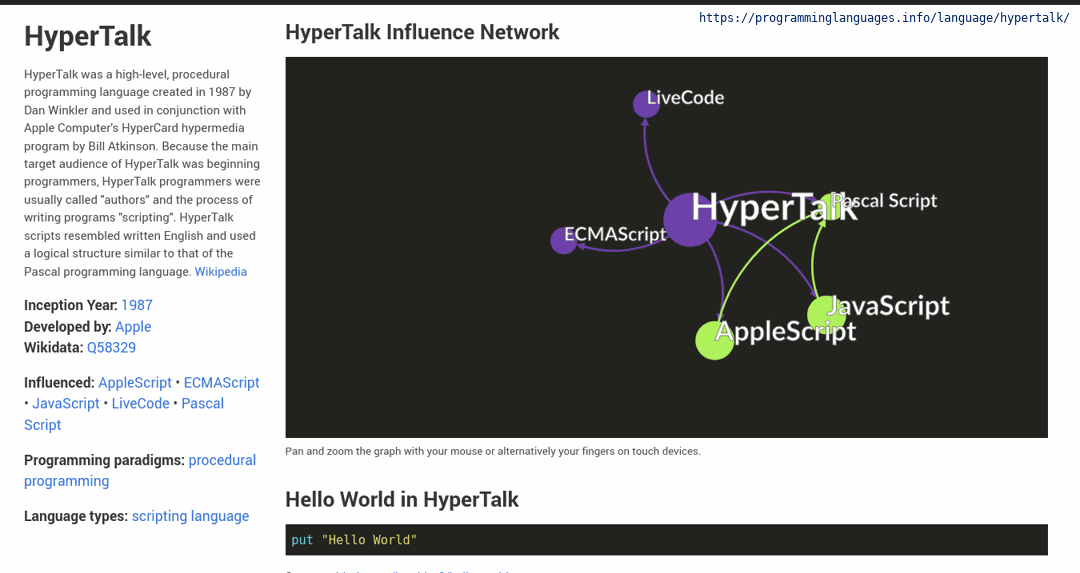 https://programminglanguages.info/language/hypertalk/
HyperTalk
HyperTalk was a high-level, procedural
programming language created in 1987 by
Dan Winkler and used in conjunction with
Apple Computer's HyperCard hypermedia
program by Bill Atkinson. Because the main
target audience of HyperTalk was beginning
programmers, HyperTalk programmers were
usually called "authors" and the process of
writing programs "scripting". HyperTalk
scripts resembled written English and used
a logical structure similar to that of the
Pascal programming language. Wikipedia
Inception Year: 1987
Developed by: Apple
Wikidata: Q58329
Influenced: AppleScript • ECMAScript
• JavaScript • LiveCode • Pascal
Script
Programming paradigms: procedural
programming
Language types: scripting language
HyperTalk Influence Network
LiveCode
HyperTalk
Pascal Script
ECMAScript
JavaScript
AppleScript
Pan and zoom the graph with your mouse or alternatively your fingers on touch devices.
Hello World in HyperTalk
put "Hello World"